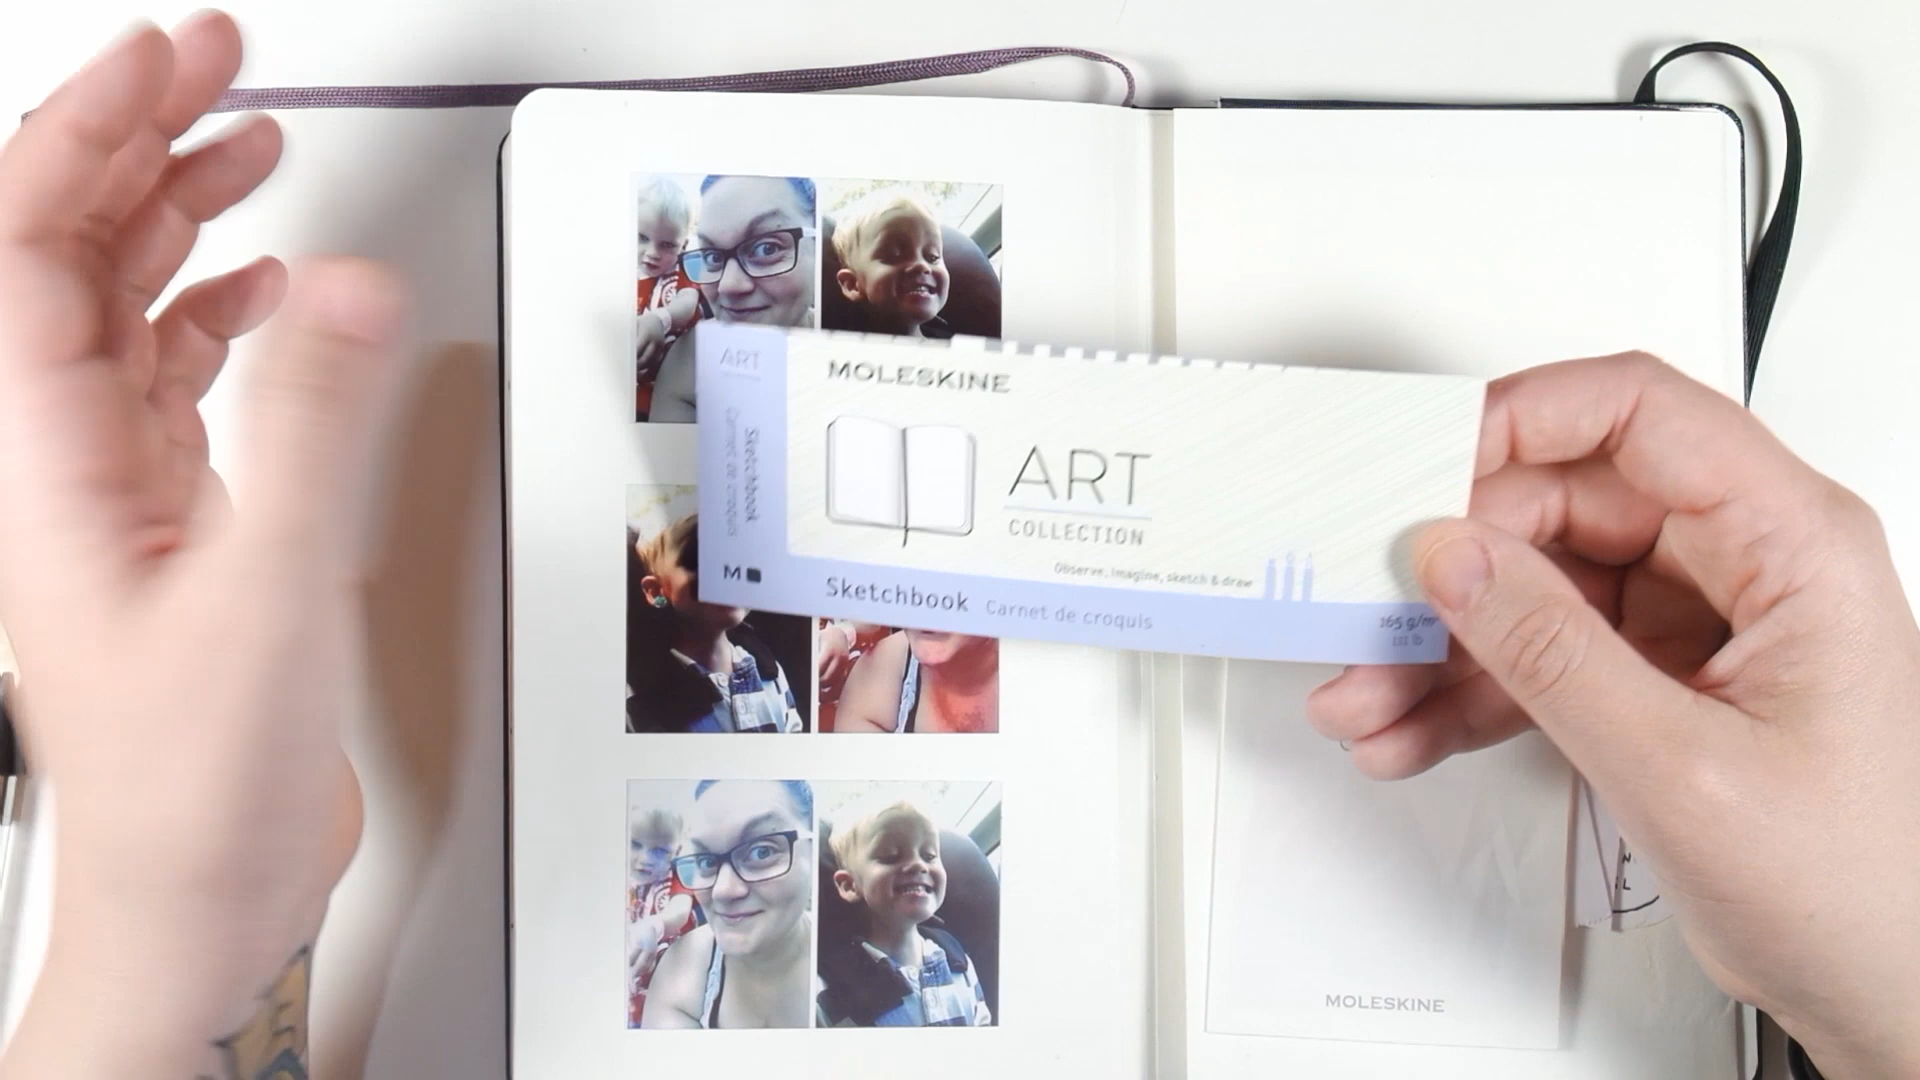 ART
Sketchbook
Carnet de croquis
M
MOLESKINE
ART
COLLECTION
Observe, imagine, sketch & draw
Sketchbook Carnet de croquis
165 g/m²
111 lb
N
L
MOLESKINE